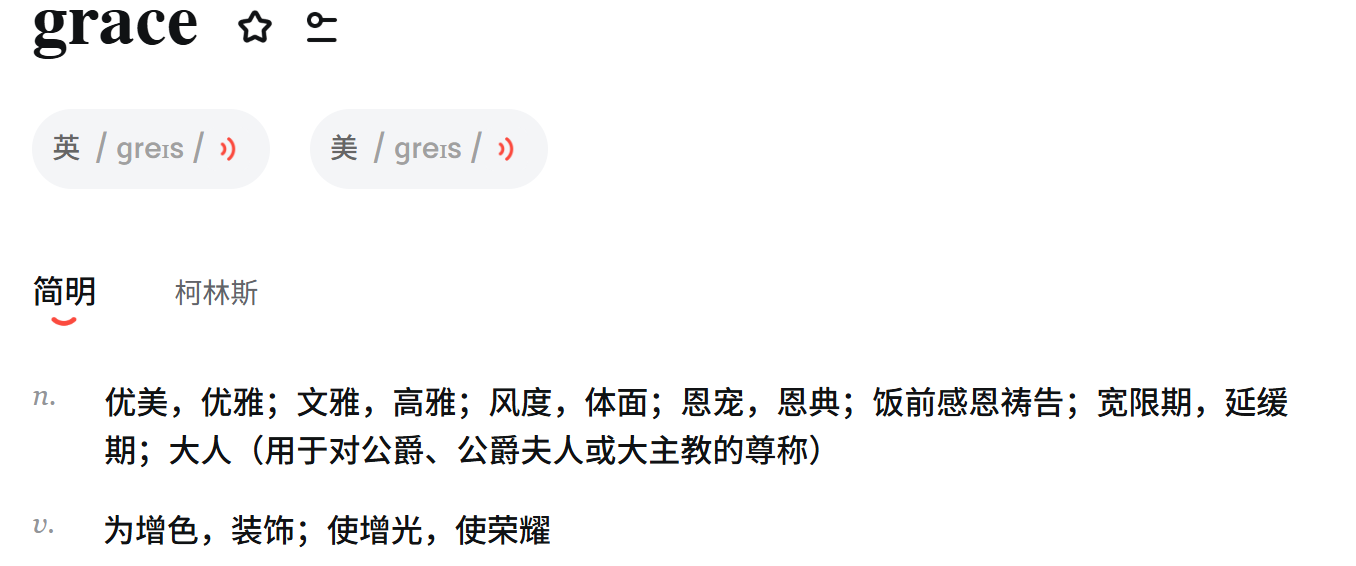 grace
英 / greɪs /
美 / greɪs /
简明 柯林斯
n. 优美，优雅；文雅，高雅；风度，体面；恩宠，恩典；饭前感恩祷告；宽限期，延缓
期；大人（用于对公爵、公爵夫人或大主教的尊称）
v. 为增色，装饰；使增光，使荣耀